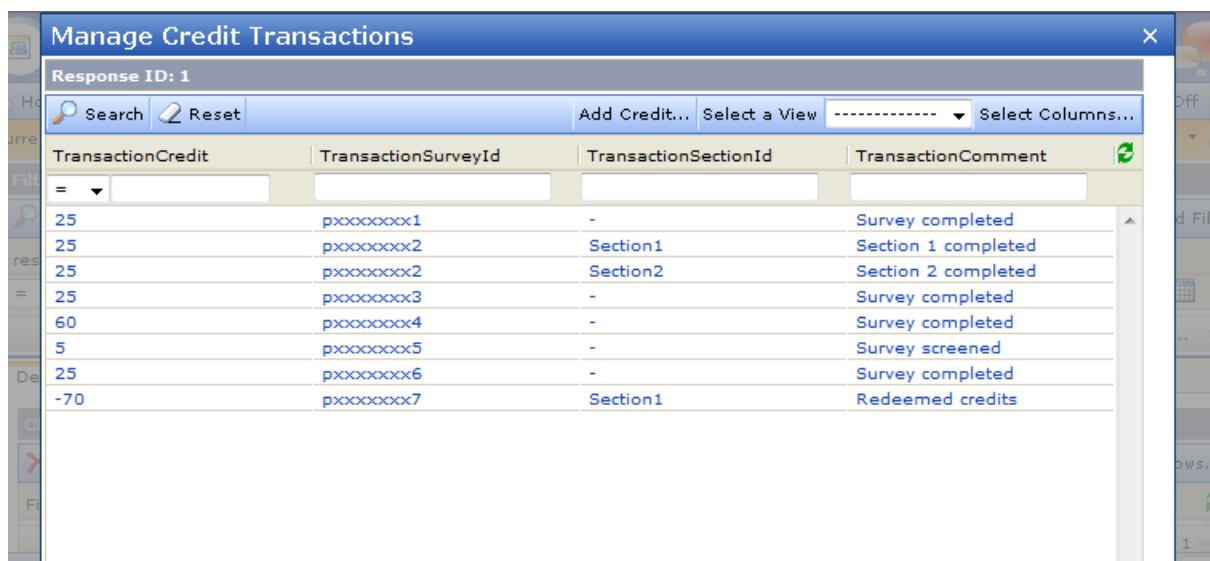 Manage Credit Transactions
Response ID: 1
Search Reset Add Credit... Select a View ------------- Select Columns...
TransactionCredit TransactionSurveyId TransactionSectionId TransactionComment
=
25 pxxxxxxx1 - Survey completed
25 pxxxxxxx2 Section1 Section 1 completed
25 pxxxxxxx2 Section2 Section 2 completed
25 pxxxxxxx3 - Survey completed
60 pxxxxxxx4 - Survey completed
5 pxxxxxxx5 - Survey screened
25 pxxxxxxx6 - Survey completed
-70 pxxxxxxx7 Section1 Redeemed credits